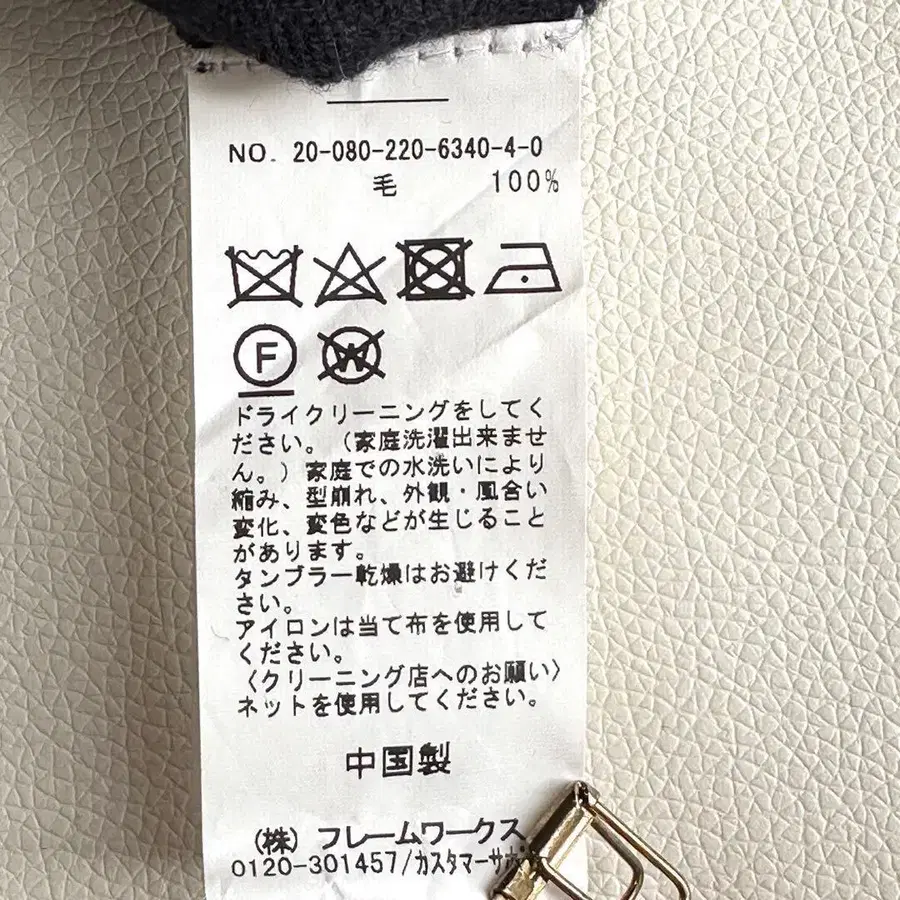 NO. 20-080-220-6340-4-0
毛 100%
F
W
ドライクリーニングをしてく
ださい。(家庭洗濯出来ませ
ん。)家庭での水洗いにより
縮み、型崩れ、外観・風合い
変化、変色などが生じること
があります。
タンブラー乾燥はお避けくだ
さい。
アイロンは当て布を使用して
ください。
〈クリーニング店へのお願い〉
ネットを使用してください。
中国製
(株) フレームワークス
0120-301457/カスタマーサポ